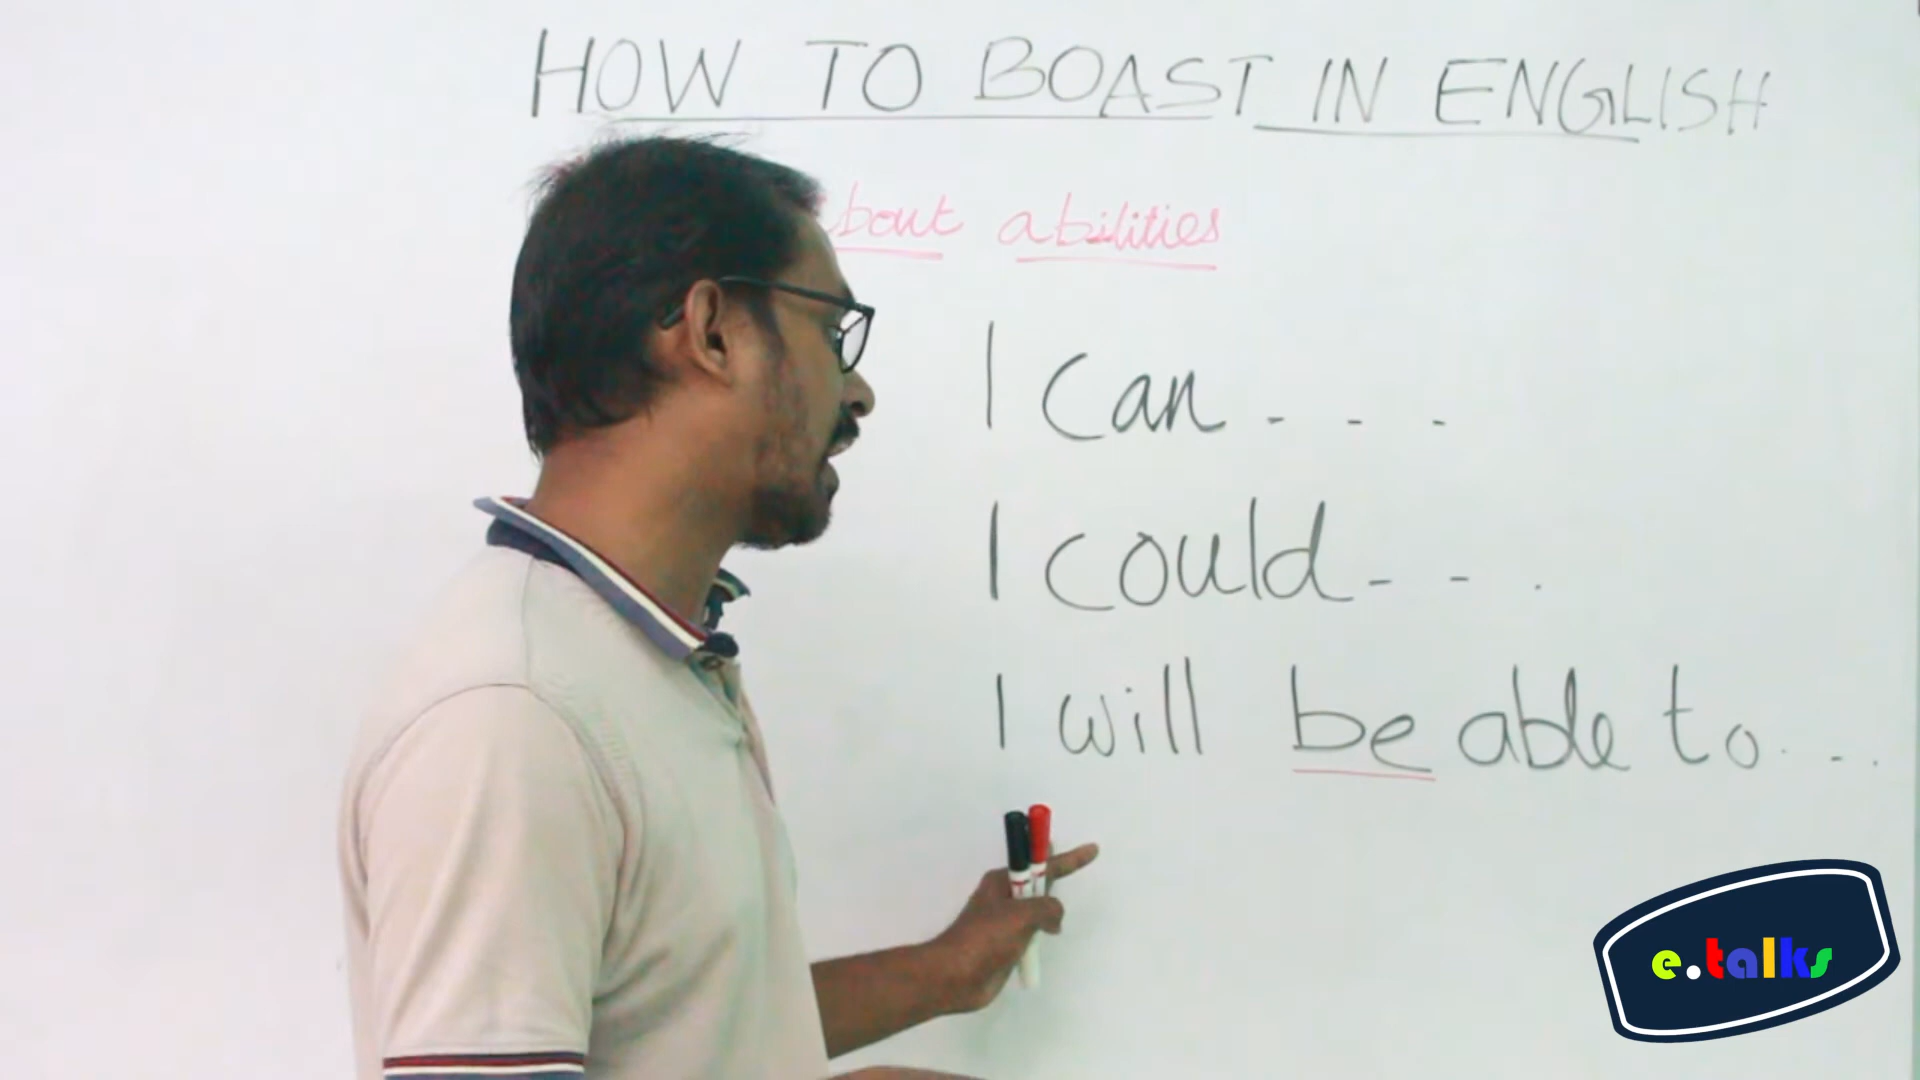 HOW TO BOAST IN ENGLISH
about abilities
I can - - -
I could - - -
I will be able to - - -
e.talks